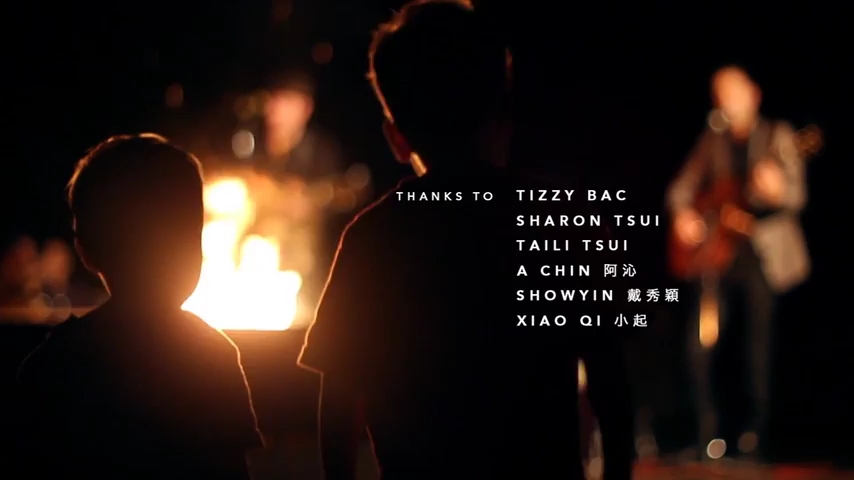 THANKS TO TIZZY BAC
SHARON TSUI
TAILI TSUI
A CHIN 阿沁
SHOWYIN 戴秀穎
XIAO QI 小起